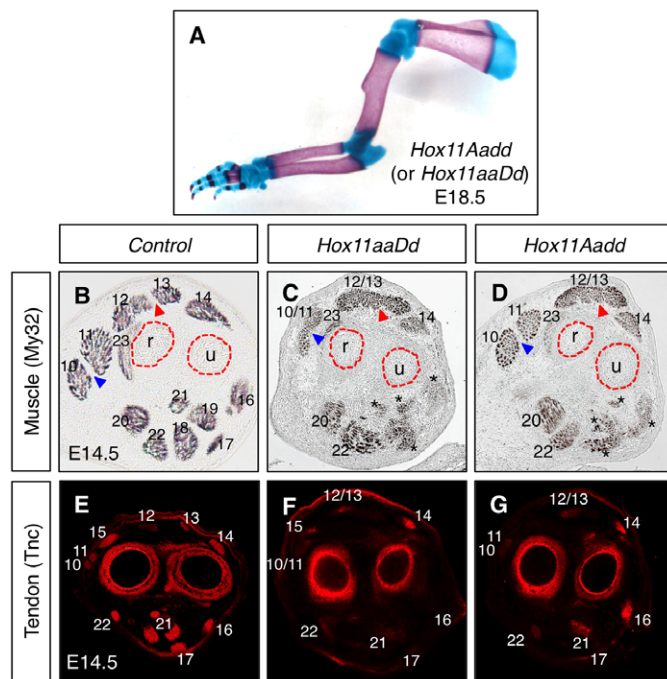 A
Hox11Aadd
(or Hox11aaDd)
E18.5
Control
Hox11aaDd
Hox11Aadd
Muscle (My32)
B
13
12
14
11
23
10
r
u
21
16
20
19
22
18
17
E14.5
C
12/13
10/11
23
14
r
u
*
*
*
20
*
22
*
D
12/13
11
23
14
10
r
u
*
20
*
*
22
*
Tendon (Tnc)
E
12
13
15
14
11
10
22
21
16
17
E14.5
F
12/13
15
14
10/11
16
22
21
17
G
12/13
14
11
10
16
22
21
17